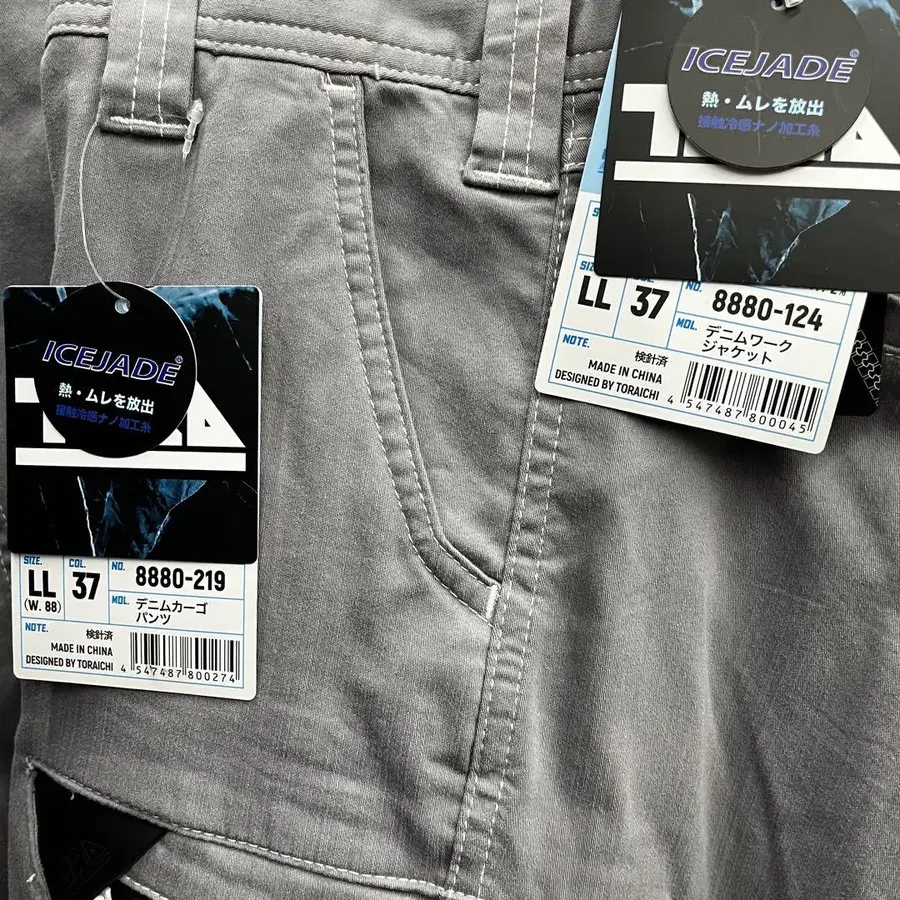 ICEJADE®
熱・ムレを放出
接触冷感ナノ加工糸
SIZE.
LL
(W. 88)
COL.
37
NO.
8880-219
MDL.
デニムカーゴ
パンツ
NOTE.
検針済
MADE IN CHINA
DESIGNED BY TORAICHI
4 547487 800274
ICEJADE®
熱・ムレを放出
接触冷感ナノ加工糸
SIZE.
LL
37
NO.
8880-124
MDL.
デニムワーク
ジャケット
NOTE.
検針済
MADE IN CHINA
DESIGNED BY TORAICHI
4 547487 800045